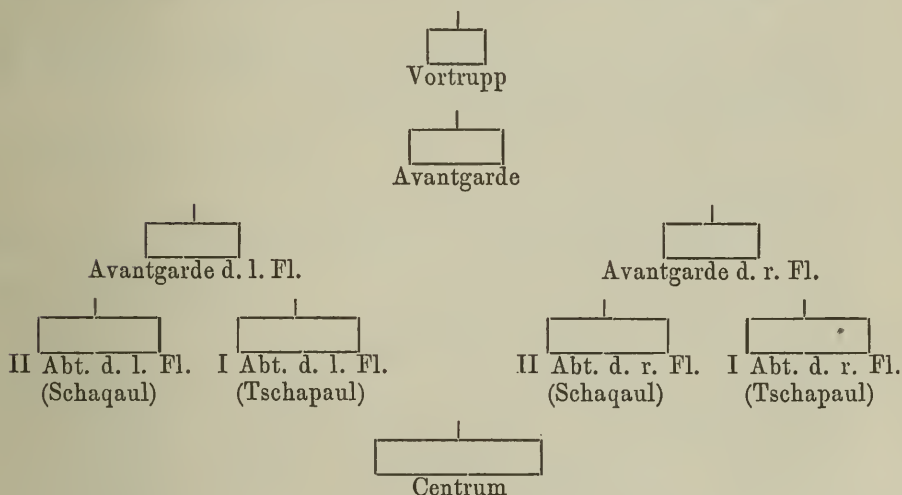 Vortrupp
Avantgarde
Avantgarde d. l. Fl. Avantgarde d. r. Fl.
II Abt. d. l. Fl. I Abt. d. l. Fl. II Abt. d. r. Fl. I Abt. d. r. Fl.
(Schaqaul) (Tschapaul) (Schaqaul) (Tschapaul)
Centrum